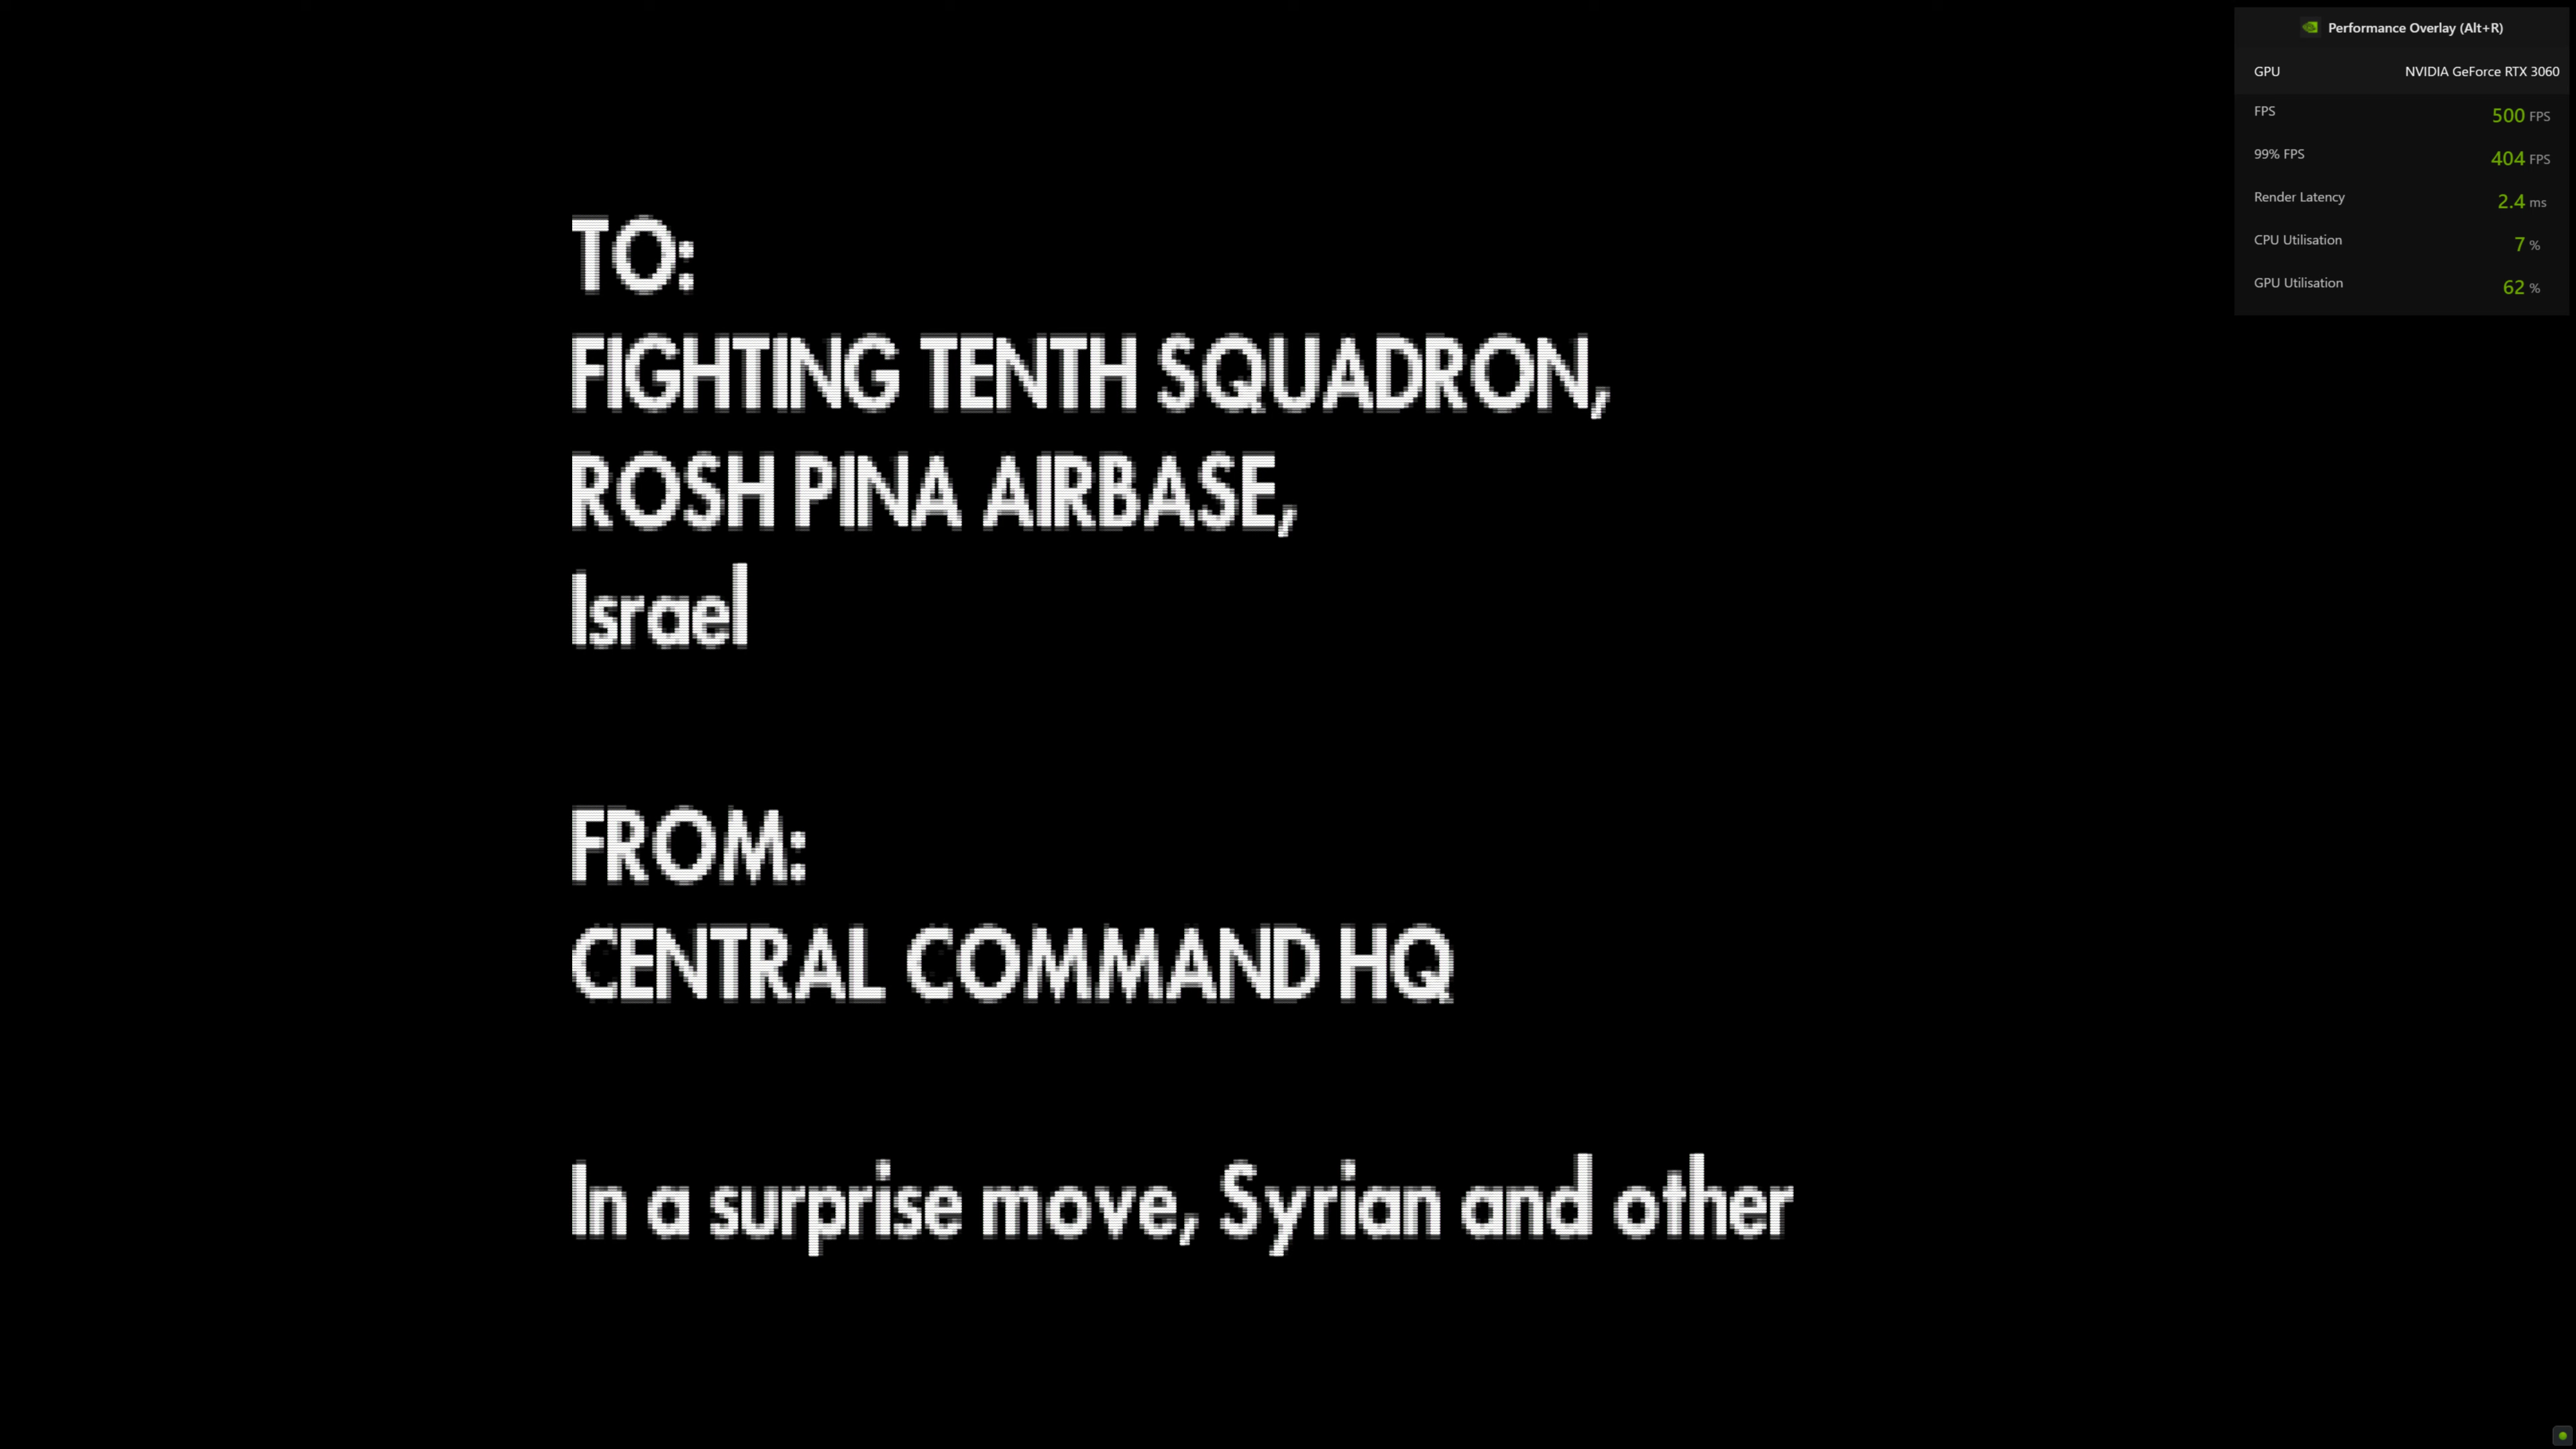 Performance Overlay (Alt+R)
GPU NVIDIA GeForce RTX 3060
FPS 500 FPS
99% FPS 404 FPS
Render Latency 2.4 ms
CPU Utilisation 7 %
GPU Utilisation 62 %
TO:
FIGHTING TENTH SQUADRON,
ROSH PINA AIRBASE,
Israel
FROM:
CENTRAL COMMAND HQ
In a surprise move, Syrian and other